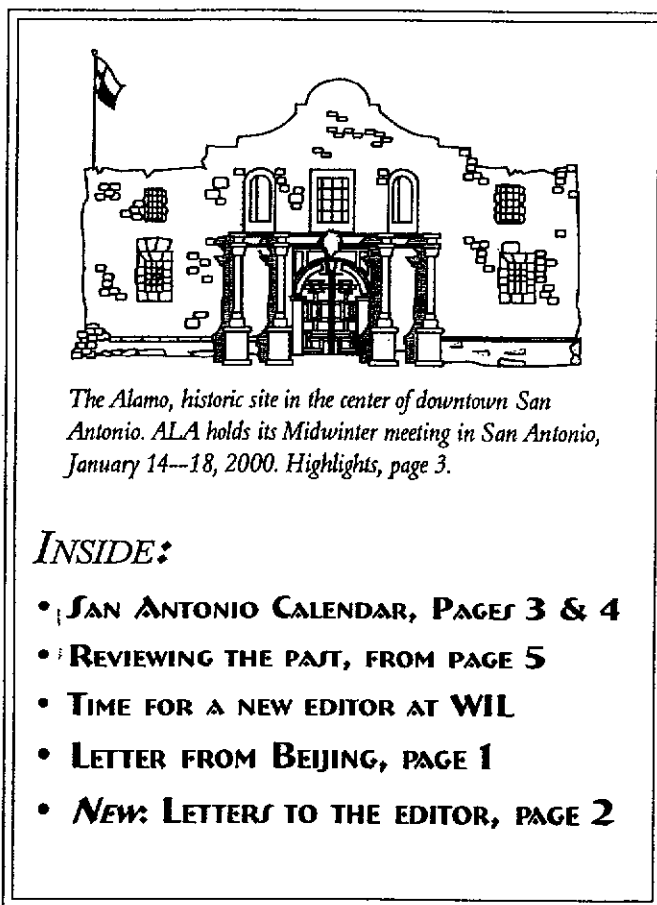 The Alamo, historic site in the center of downtown San
Antonio. ALA holds its Midwinter meeting in San Antonio,
January 14--18, 2000. Highlights, page 3.
INSIDE:
• SAN ANTONIO CALENDAR, PAGES 3 & 4
• REVIEWING THE PAST, FROM PAGE 5
• TIME FOR A NEW EDITOR AT WIL
• LETTER FROM BEIJING, PAGE 1
• NEW: LETTERS TO THE EDITOR, PAGE 2